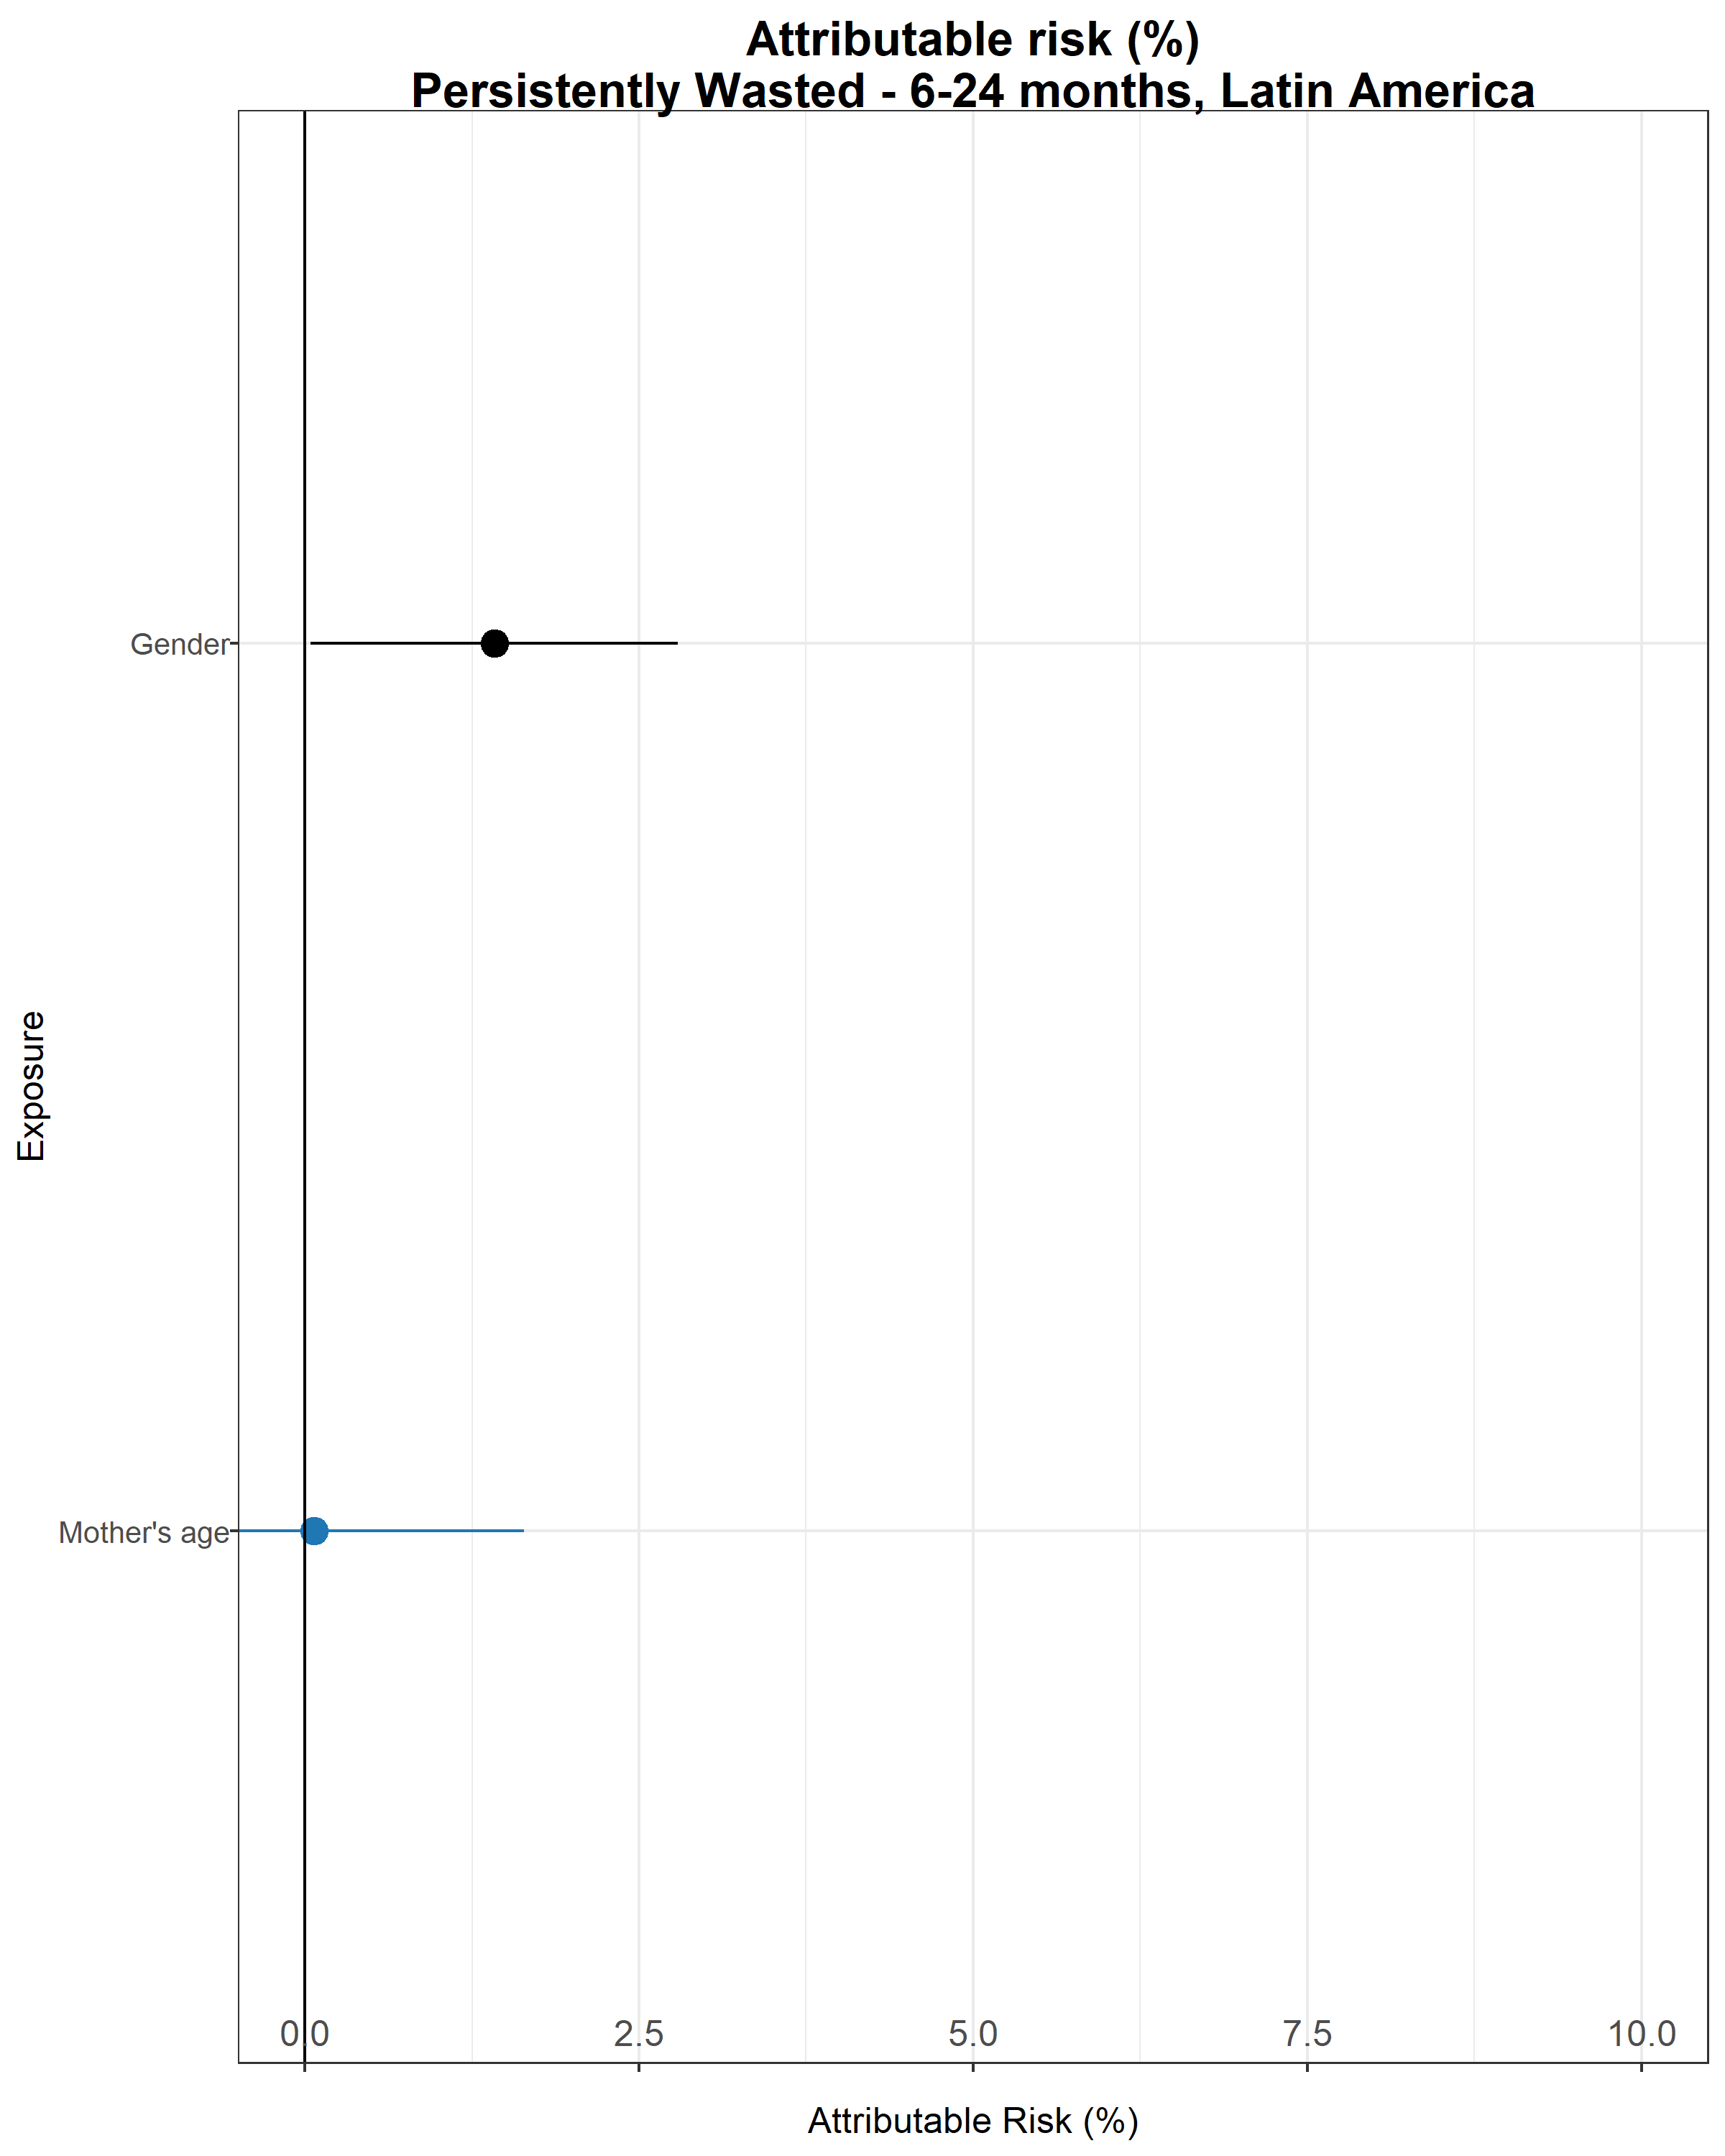 Attributable risk (%)
Persistently Wasted - 6-24 months, Latin America
Gender
Exposure
Mother's age
0.0 2.5 5.0 7.5 10.0
Attributable Risk (%)